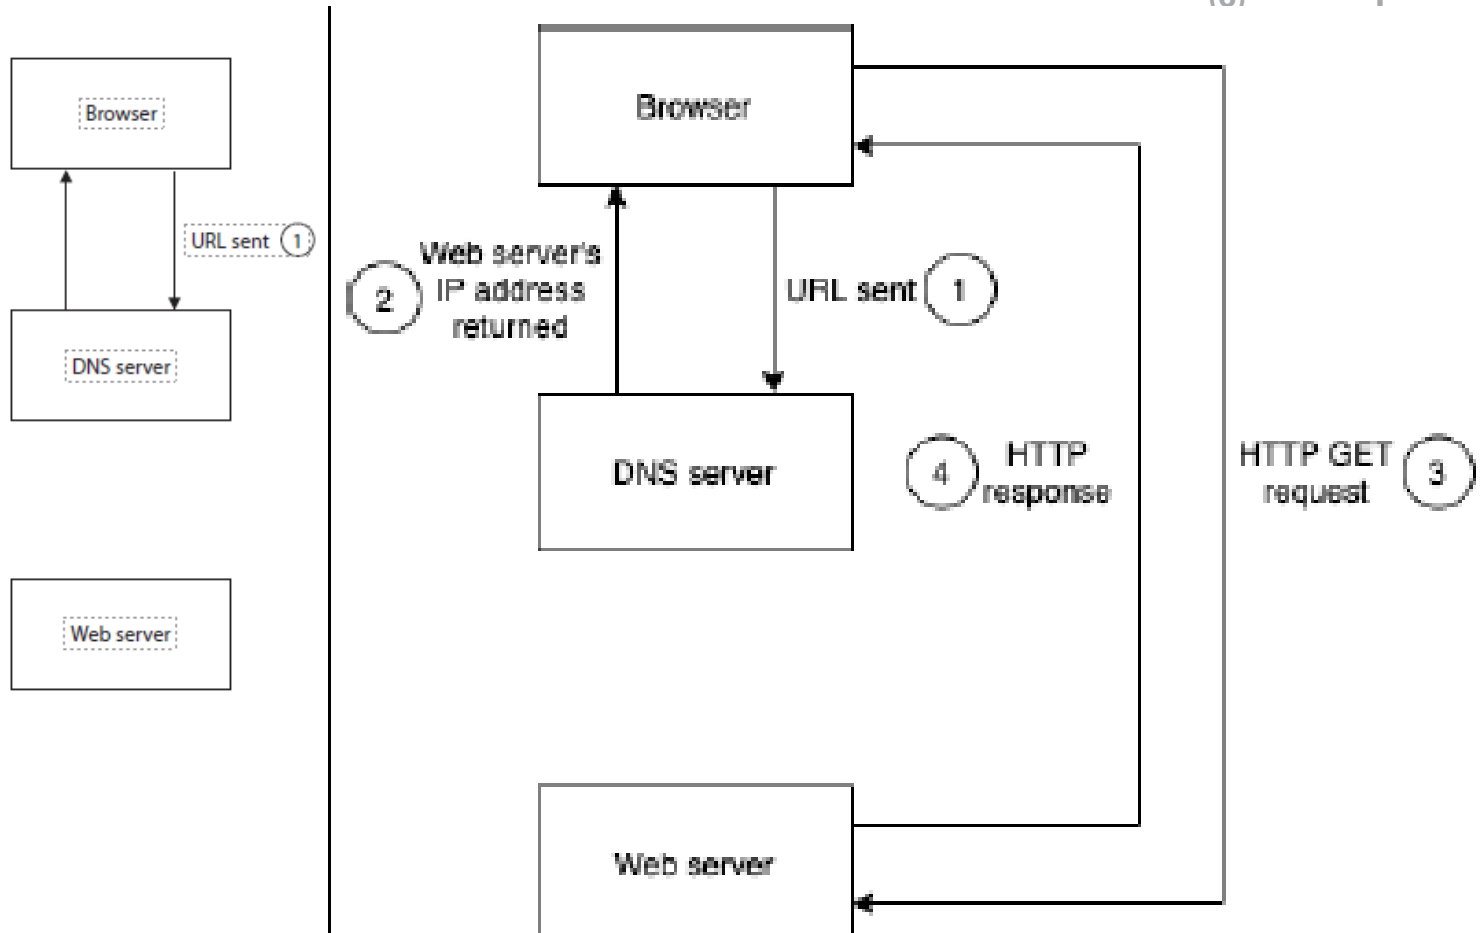 Browser
URL sent 1
DNS server
Web server
Browser
Web server's
2 IP address
returned
URL sent 1
DNS server
4 HTTP
response
HTTP GET 3
request
Web server